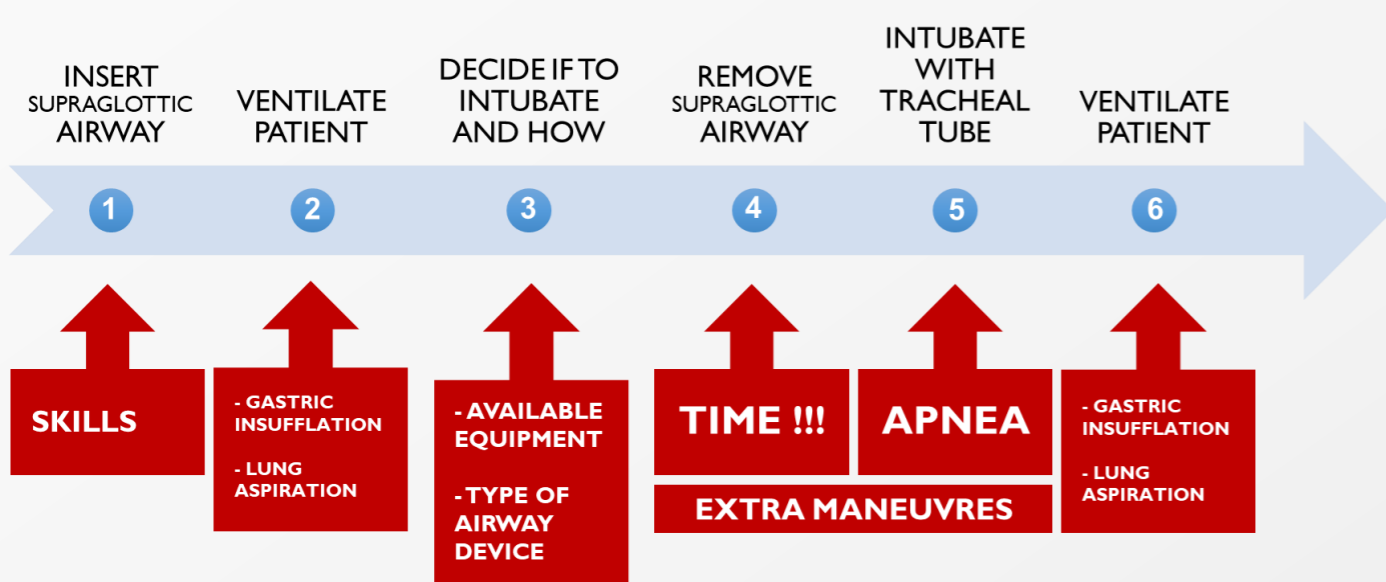 INSERT
SUPRAGLOTTIC
AIRWAY
VENTILATE
PATIENT
DECIDE IF TO
INTUBATE
AND HOW
REMOVE
SUPRAGLOTTIC
AIRWAY
INTUBATE
WITH
TRACHEAL
TUBE
VENTILATE
PATIENT
1
2
3
4
5
6
SKILLS
- GASTRIC
INSUFFLATION
- LUNG
ASPIRATION
- AVAILABLE
EQUIPMENT
- TYPE OF
AIRWAY
DEVICE
TIME !!!
APNEA
EXTRA MANEUVRES
- GASTRIC
INSUFFLATION
- LUNG
ASPIRATION